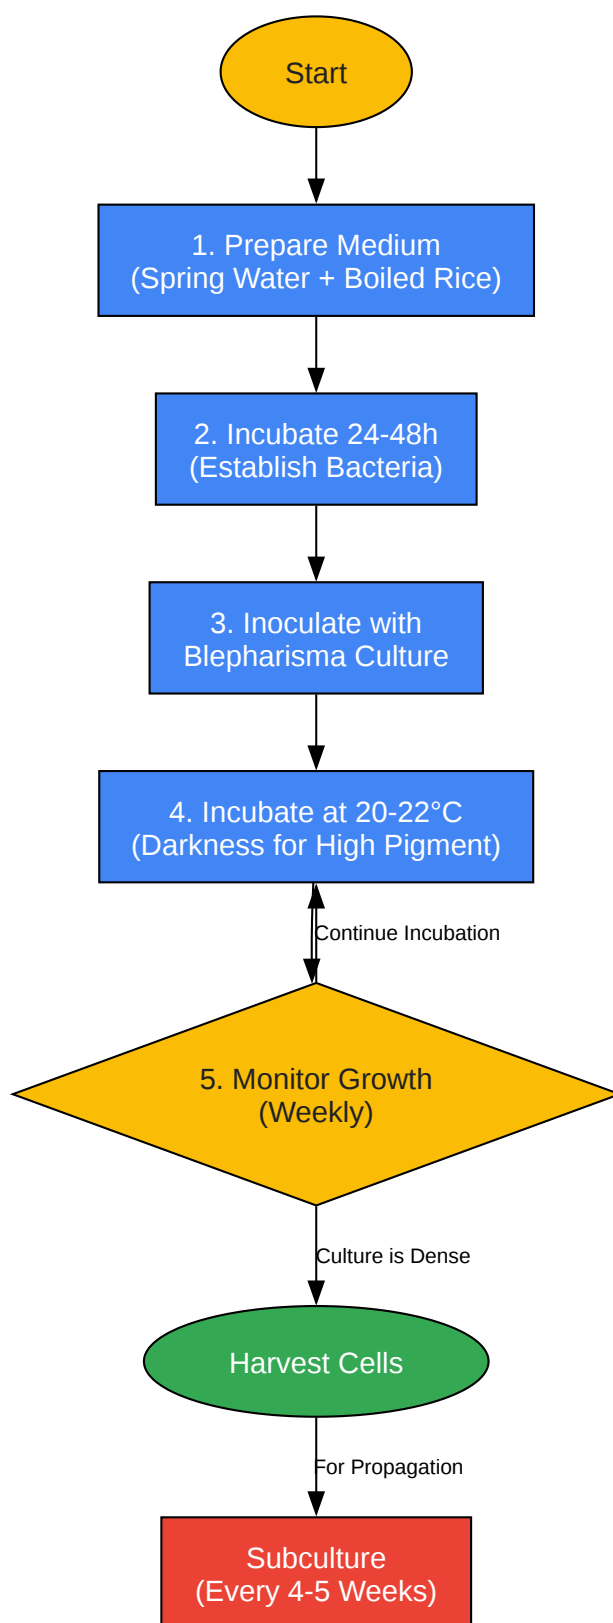 Start
1. Prepare Medium
(Spring Water + Boiled Rice)
2. Incubate 24-48h
(Establish Bacteria)
3. Inoculate with
Blepharisma Culture
4. Incubate at 20-22°C
(Darkness for High Pigment)
Continue Incubation
5. Monitor Growth
(Weekly)
Culture is Dense
Harvest Cells
For Propagation
Subculture
(Every 4-5 Weeks)